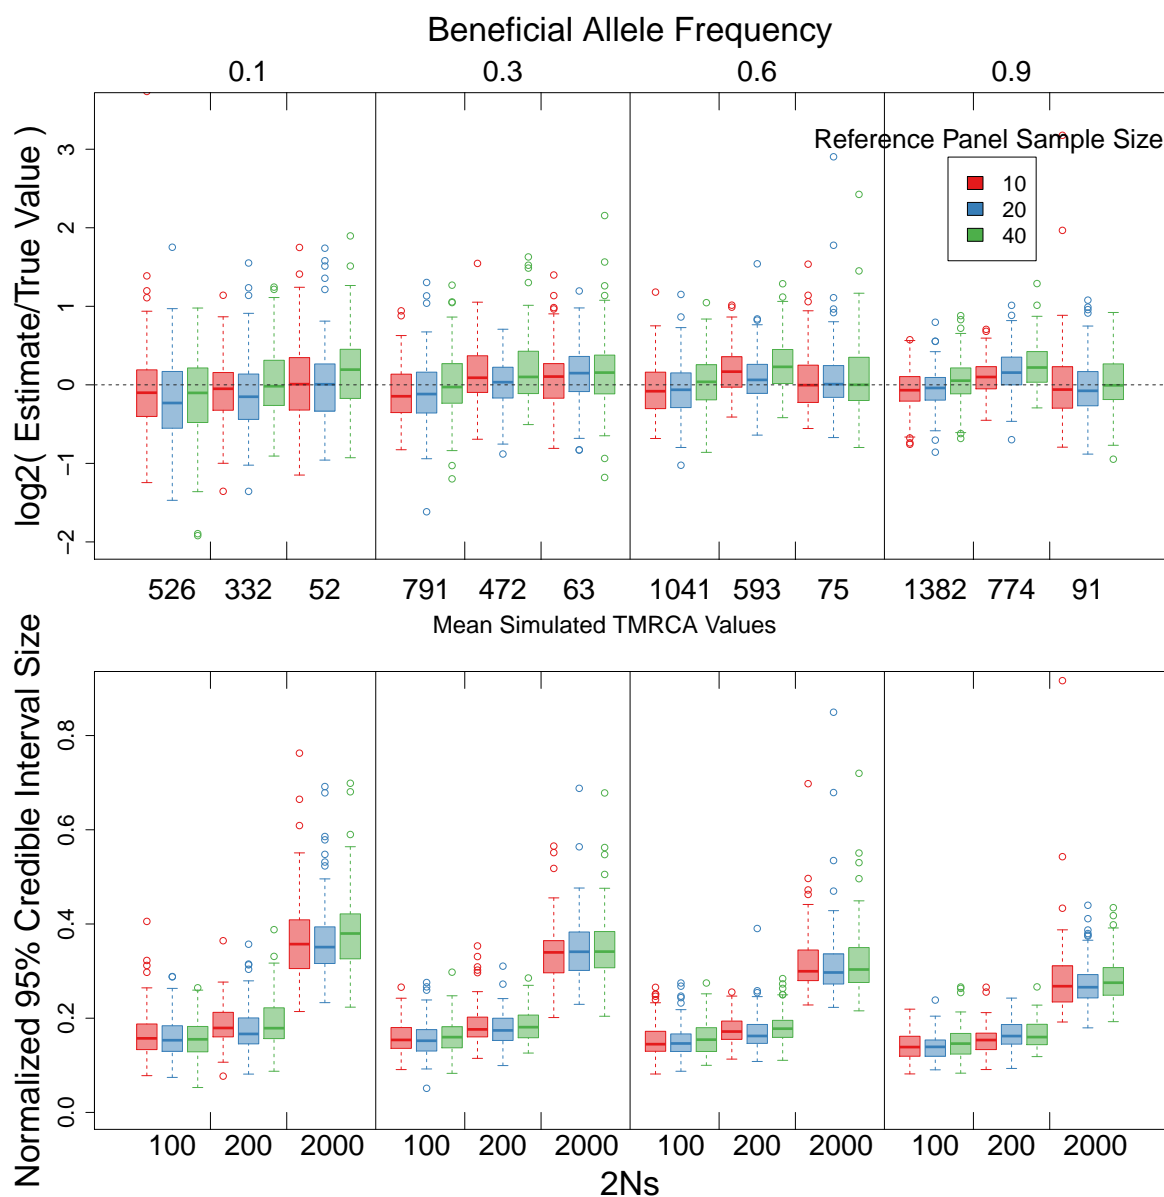 Beneficial Allele Frequency
0.1 0.3 0.6 0.9
log2( Estimate/True Value )
3
2
1
0
−1
−2
Reference Panel Sample Size
10
20
40
526 332 52 791 472 63 1041 593 75 1382 774 91
Mean Simulated TMRCA Values
Normalized 95% Credible Interval Size
0.8
0.6
0.4
0.2
0.0
100 200 2000 100 200 2000 100 200 2000 100 200 2000
2Ns